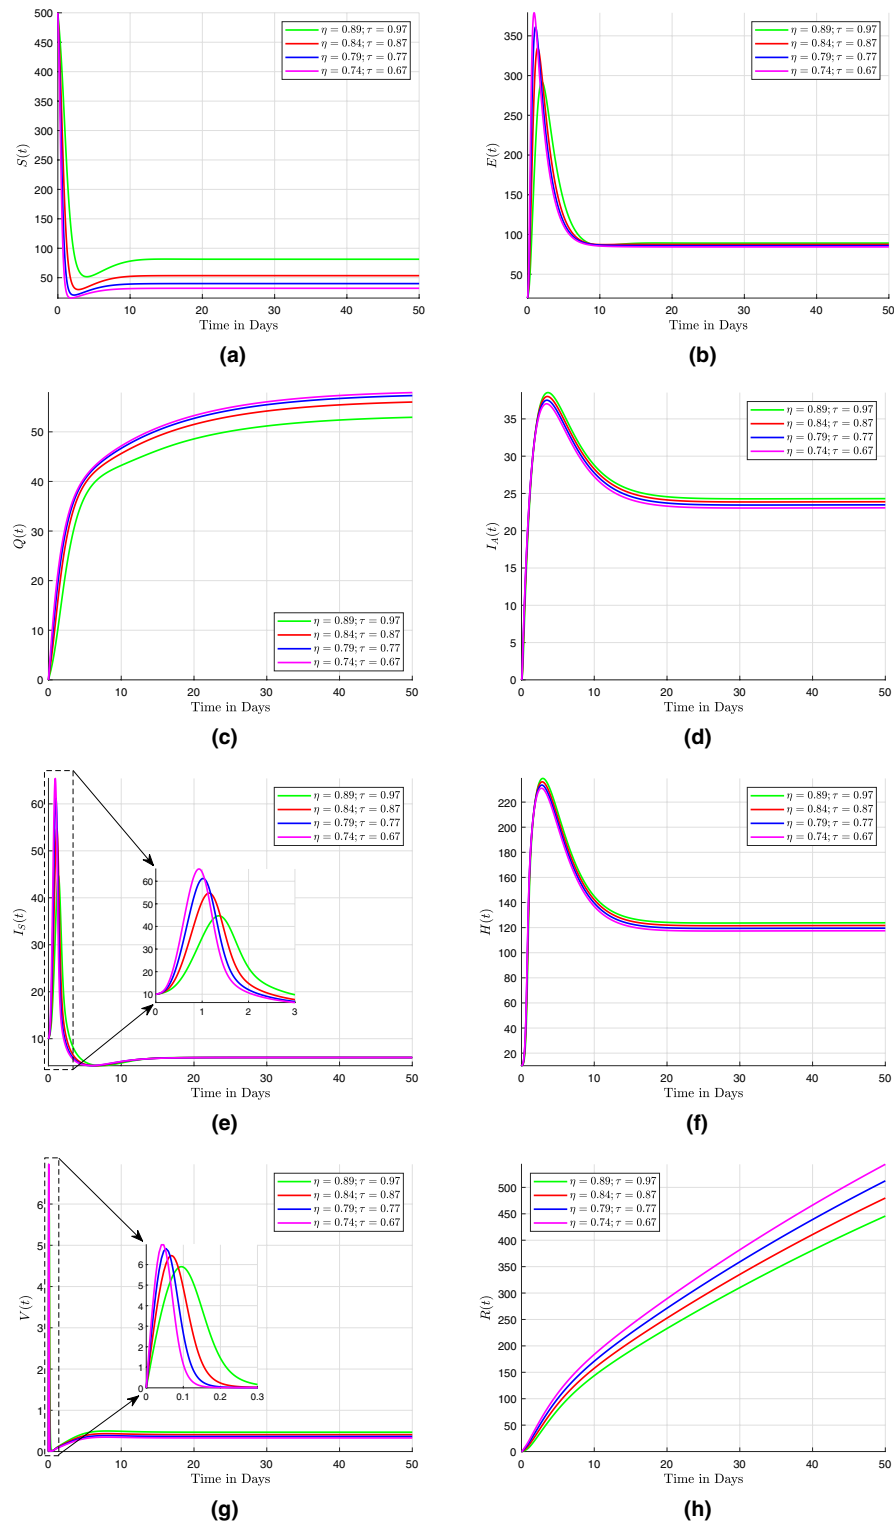 500
450
400
350
300
250
200
150
100
50
S(t)
η = 0.89; τ = 0.97
η = 0.84; τ = 0.87
η = 0.79; τ = 0.77
η = 0.74; τ = 0.67
0 10 20 30 40 50
Time in Days
(a)
350
300
250
200
150
100
50
E(t)
η = 0.89; τ = 0.97
η = 0.84; τ = 0.87
η = 0.79; τ = 0.77
η = 0.74; τ = 0.67
0 10 20 30 40 50
Time in Days
(b)
50
40
30
20
10
0
Q(t)
η = 0.89; τ = 0.97
η = 0.84; τ = 0.87
η = 0.79; τ = 0.77
η = 0.74; τ = 0.67
0 10 20 30 40 50
Time in Days
(c)
35
30
25
20
15
10
5
0
I_A(t)
η = 0.89; τ = 0.97
η = 0.84; τ = 0.87
η = 0.79; τ = 0.77
η = 0.74; τ = 0.67
0 10 20 30 40 50
Time in Days
(d)
60
50
40
30
20
10
I_S(t)
η = 0.89; τ = 0.97
η = 0.84; τ = 0.87
η = 0.79; τ = 0.77
η = 0.74; τ = 0.67
60
50
40
30
20
10
0 1 2 3
0 10 20 30 40 50
Time in Days
(e)
220
200
180
160
140
120
100
80
60
40
20
H(t)
η = 0.89; τ = 0.97
η = 0.84; τ = 0.87
η = 0.79; τ = 0.77
η = 0.74; τ = 0.67
0 10 20 30 40 50
Time in Days
(f)
6
5
4
3
2
1
0
V(t)
η = 0.89; τ = 0.97
η = 0.84; τ = 0.87
η = 0.79; τ = 0.77
η = 0.74; τ = 0.67
6
5
4
3
2
1
0
0 0.1 0.2 0.3
0 10 20 30 40 50
Time in Days
(g)
500
450
400
350
300
250
200
150
100
50
0
R(t)
η = 0.89; τ = 0.97
η = 0.84; τ = 0.87
η = 0.79; τ = 0.77
η = 0.74; τ = 0.67
0 10 20 30 40 50
Time in Days
(h)